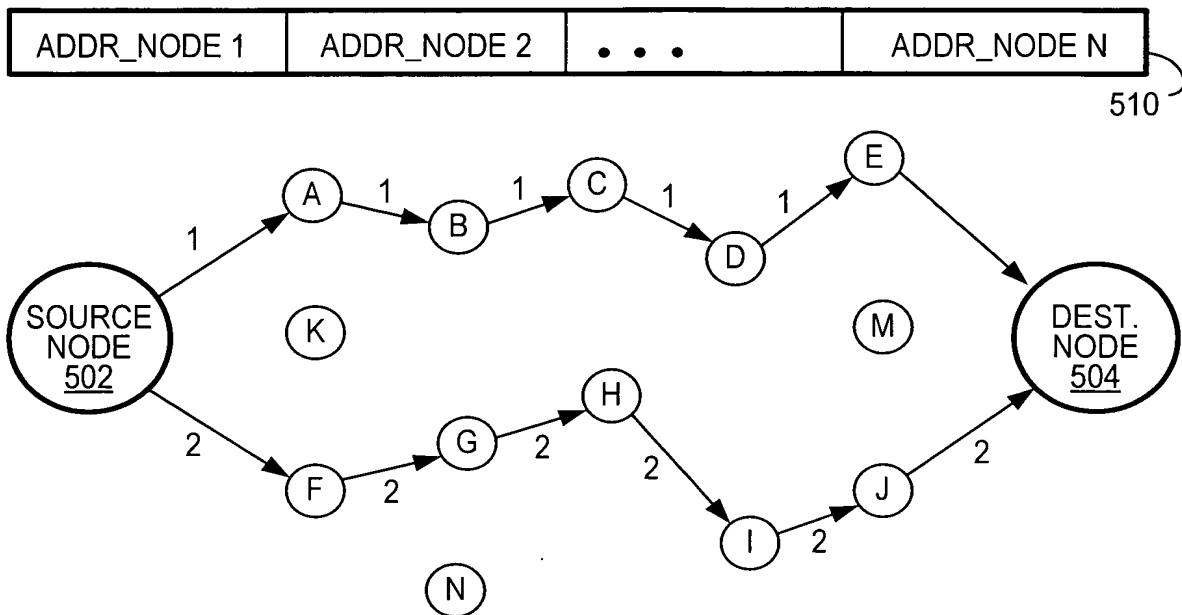 ADDR_NODE 1 ADDR_NODE 2 • • • ADDR_NODE N
510
E
A 1 1 C 1 1
B
1 D
SOURCE NODE 502
K
M
DEST. NODE 504
H
2 G 2 2
F 2 J 2
I 2
N